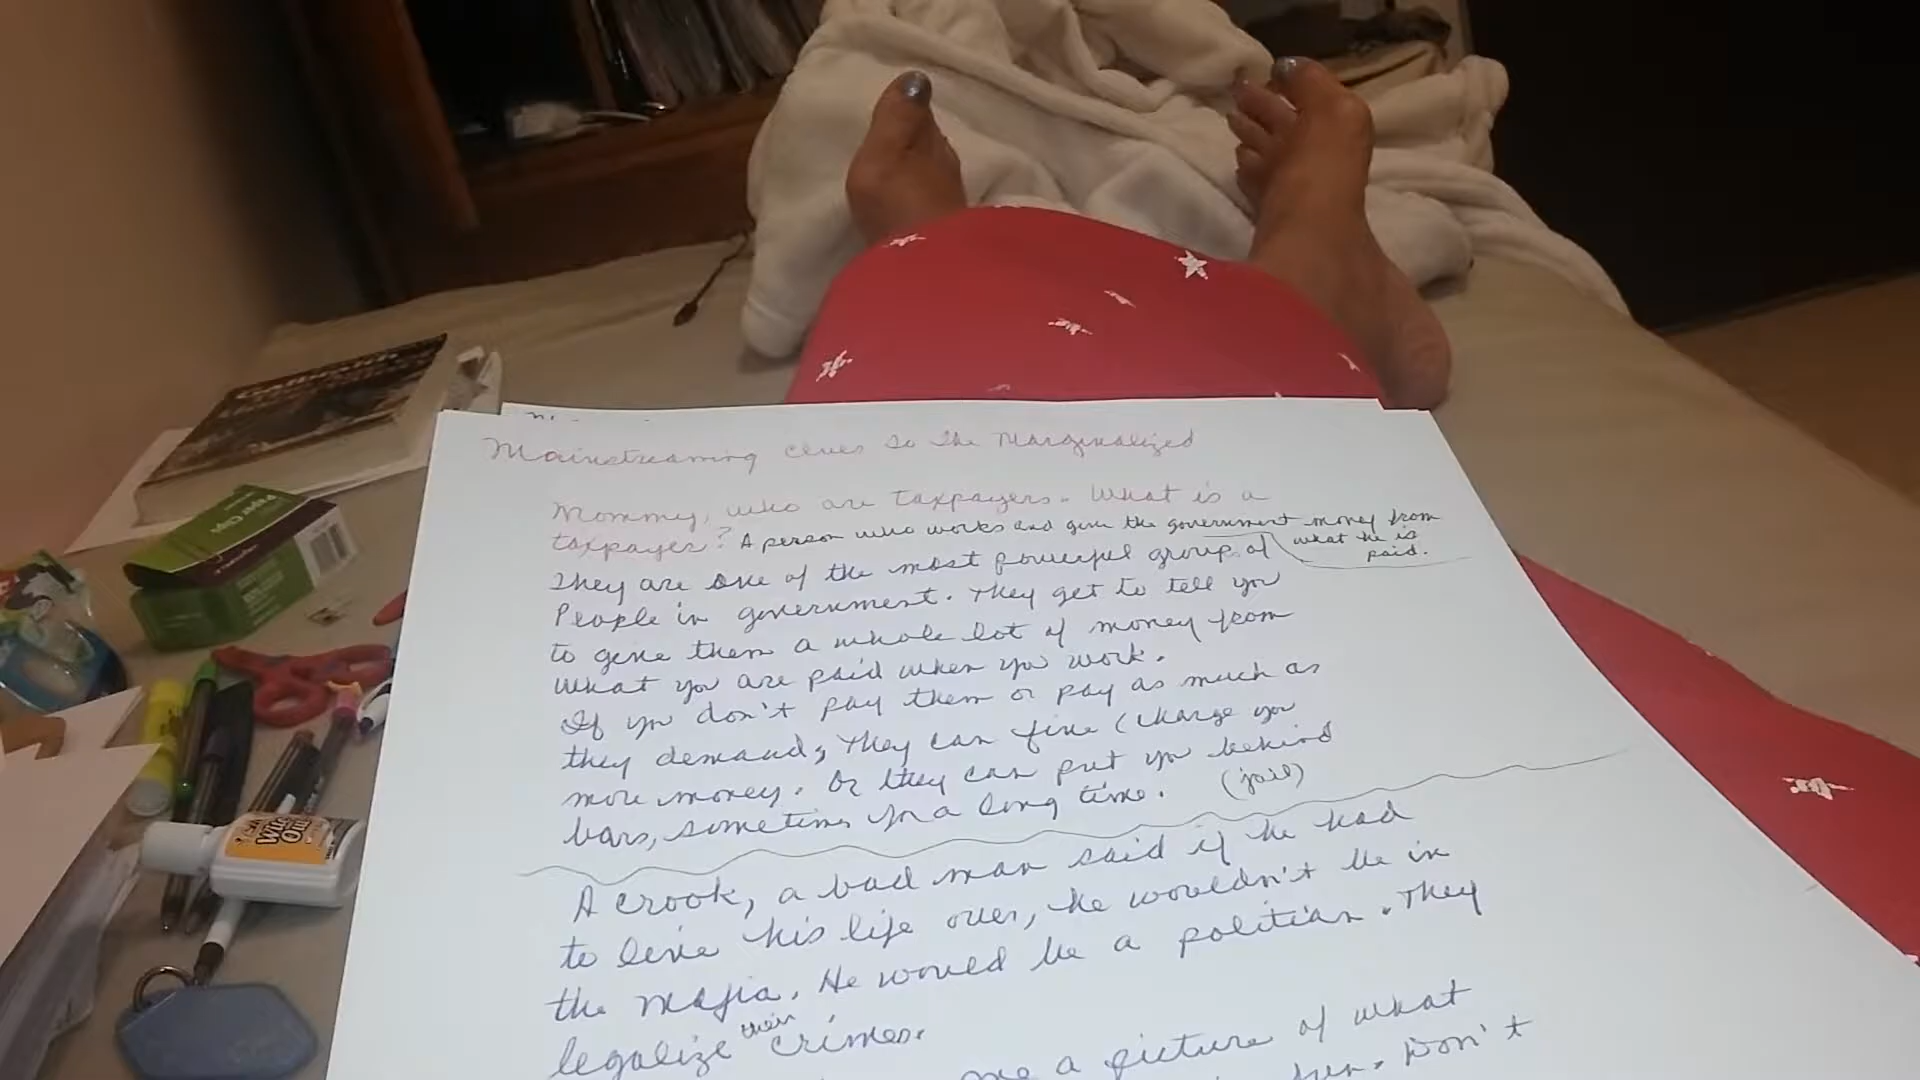 Mainstreaming Clues To The Marginalized
Mommy, who are taxpayers. What is a
taxpayer? A person who works and give the government money from
what he is
paid.
They are one of the most powerful groups of
People in government. They get to tell you
to give them a whole lot of money from
what you are paid when you work.
If you don't pay them or pay as much as
they demand, they can fine (charge you
more money. Or they can put you behind
bars, sometimes for a long time. (jail)
A crook, a bad man said if he had
to live his life over, he wouldn't be in
the mafia. He would be a politian. They
legalize their crimes.
me a picture of what
Don't
Paper Clips
Wite
Out